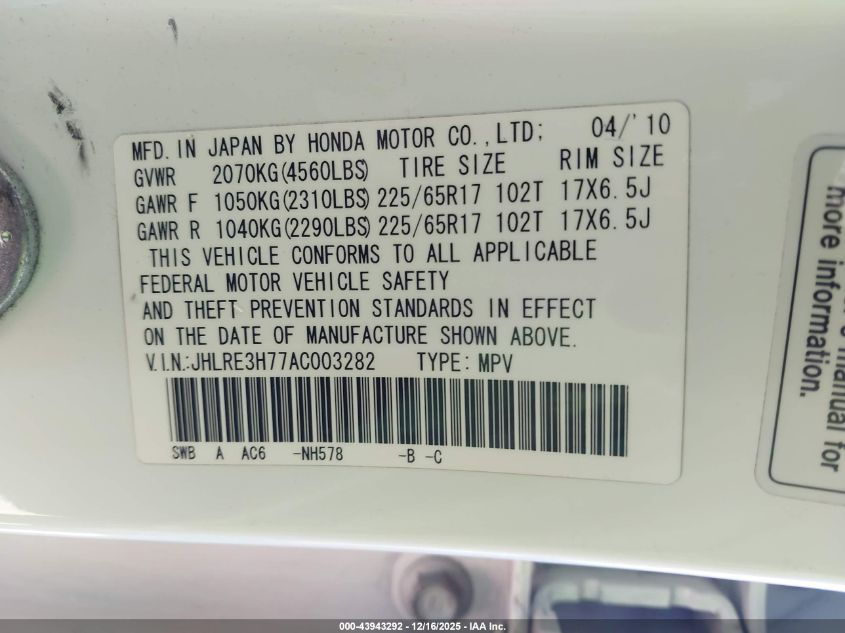 MFD. IN JAPAN BY HONDA MOTOR CO.,LTD; 04/'10
GVWR 2070KG(4560LBS) TIRE SIZE RIM SIZE
GAWR F 1050KG(2310LBS) 225/65R17 102T 17X6.5J
GAWR R 1040KG(2290LBS) 225/65R17 102T 17X6.5J
THIS VEHICLE CONFORMS TO ALL APPLICABLE
FEDERAL MOTOR VEHICLE SAFETY
AND THEFT PREVENTION STANDARDS IN EFFECT
ON THE DATE OF MANUFACTURE SHOWN ABOVE.
V.I.N.:JHLRE3H77AC003282 TYPE: MPV
SWB A AC6 -NH578 -B -C
manual for
more information.
000-43943292 - 12/16/2025 - IAA Inc.